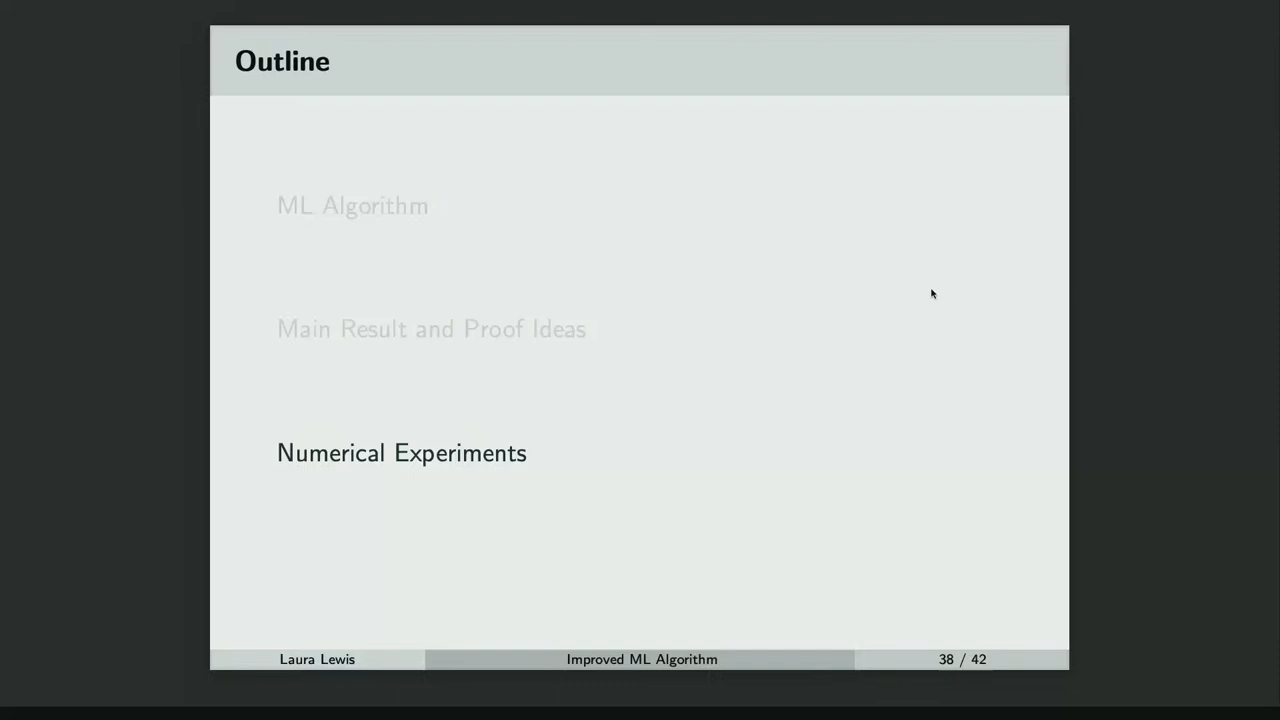 Outline
ML Algorithm
Main Result and Proof Ideas
Numerical Experiments
Laura Lewis
Improved ML Algorithm
38 / 42